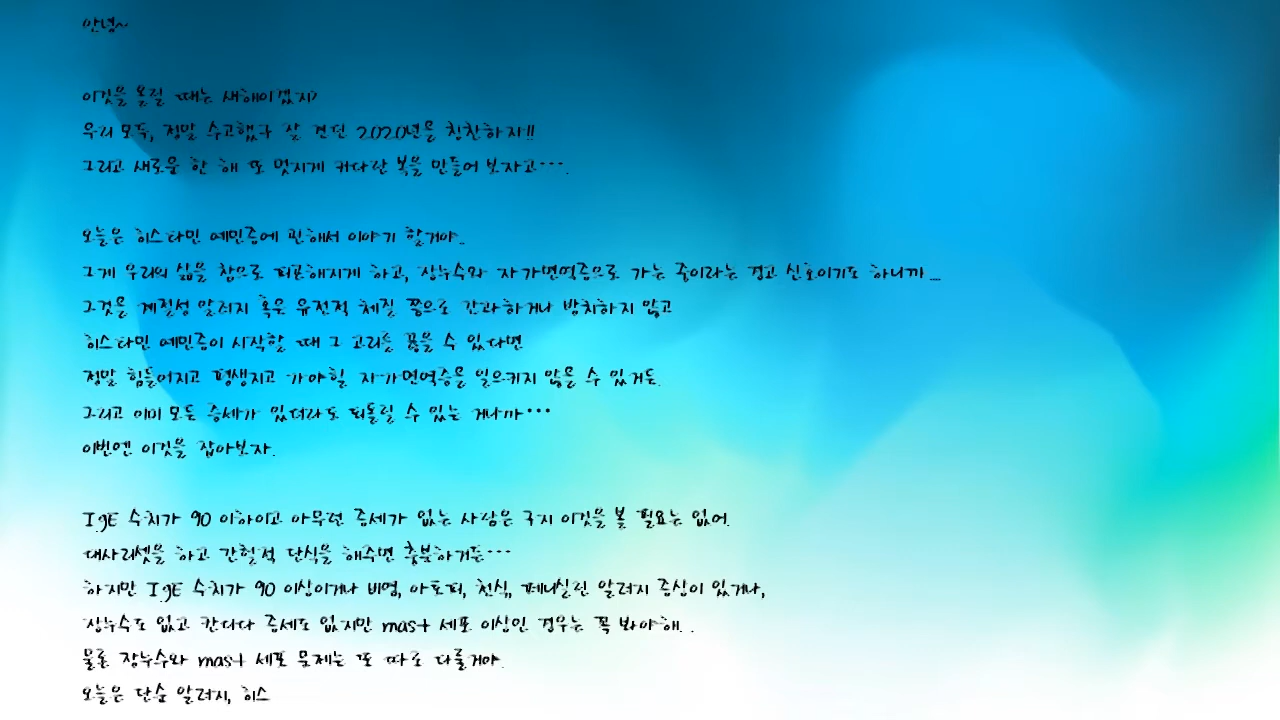 안녕~
이것을 올릴 때는 새해이겠지?
우리 모두, 정말 수고했구 살 견딘 2020년을 칭찬하지!!
그리고 새로운 한 해 또 멋지게 커다란 복을 만들어 보자고···.
오늘은 히스타민 예민증에 관해서 이야기 할거야..
그게 우리의 삶을 참으로 피곤해지게 하고, 장누수와 자가면역증으로 가는 중이라는 경고 신호이기도 하니까...
그것을 계절성 알러지 혹은 유전적 체질 쯤으로 간과하거나 방치하지 않고
히스타민 예민증이 시작할 때 그 고리를 끊을 수 있다면
정말 힘들어지고 평생지고 가야할 자가면역증을 일으키지 않을 수 있거든.
그리고 이미 모든 증세가 있더라도 되돌릴 수 있는 거니까···
이번엔 이것을 잡아보자.
IgE 수치가 90 이하이고 아무런 증세가 없는 사람은 굳이 이것을 볼 필요는 없어.
대사리셋을 하고 간헐적 단식을 해주면 충분하거든···
하지만 IgE 수치가 90 이상이거나 비염, 아토피, 천식, 페니실린 알러지 증상이 있거나,
장누수도 없고 칸디다 증세도 없지만 mast 세포 이상인 경우는 꼭 봐야해. .
물론 장누수와 mast 세포 문제는 또 따로 다룰거야.
오늘은 단순 알러지, 히스